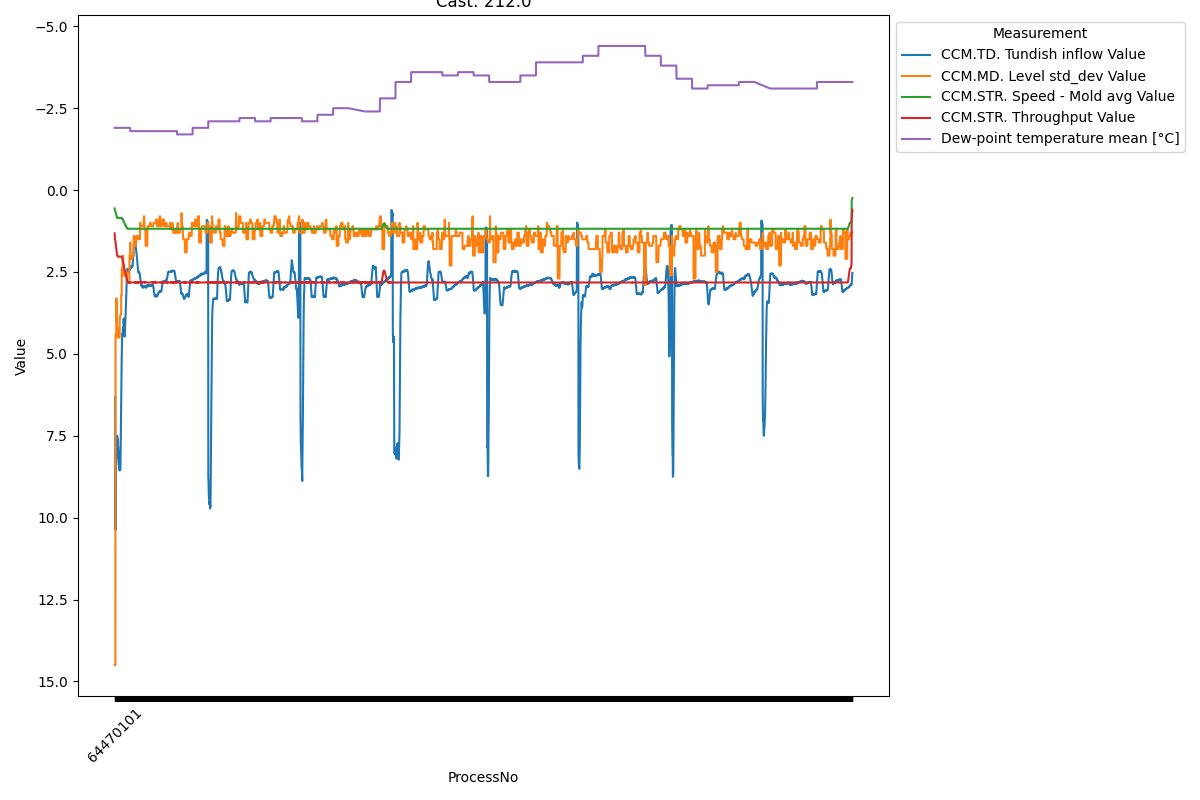 Cast: 212.0
Measurement
CCM.TD. Tundish inflow Value
CCM.MD. Level std_dev Value
CCM.STR. Speed - Mold avg Value
CCM.STR. Throughput Value
Dew-point temperature mean [°C]
Value
−5.0
−2.5
0.0
2.5
5.0
7.5
10.0
12.5
15.0
64470101
ProcessNo